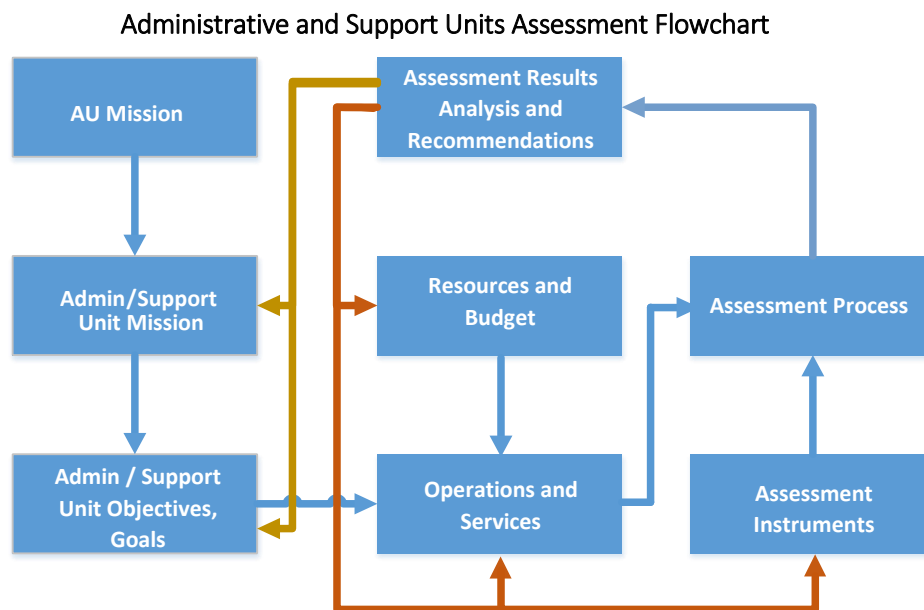 Administrative and Support Units Assessment Flowchart
AU Mission
Assessment Results
Analysis and
Recommendations
Admin/Support
Unit Mission
Resources and
Budget
Assessment Process
Admin / Support
Unit Objectives,
Goals
Operations and
Services
Assessment
Instruments